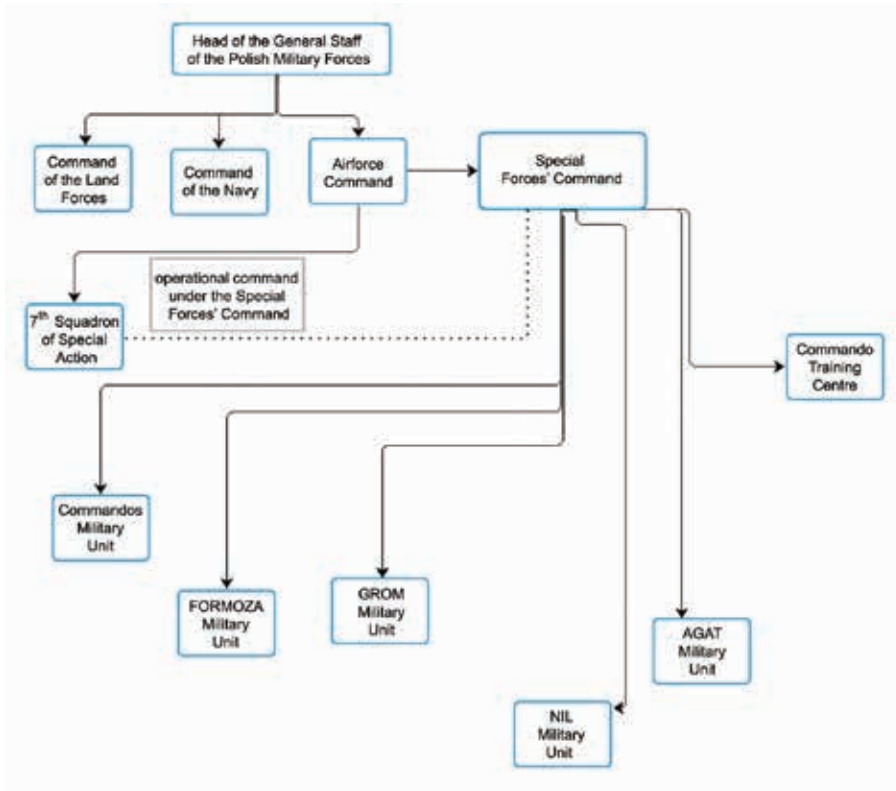 Head of the General Staff
of the Polish Military Forces
Command
of the Land
Forces
Command
of the Navy
Airforce
Command
Special
Forces' Command
operational command
under the Special
Forces' Command
7th Squadron
of Special
Action
Commando
Training
Centre
Commandos
Military
Unit
FORMOZA
Military
Unit
GROM
Military
Unit
AGAT
Military
Unit
NIL
Military
Unit